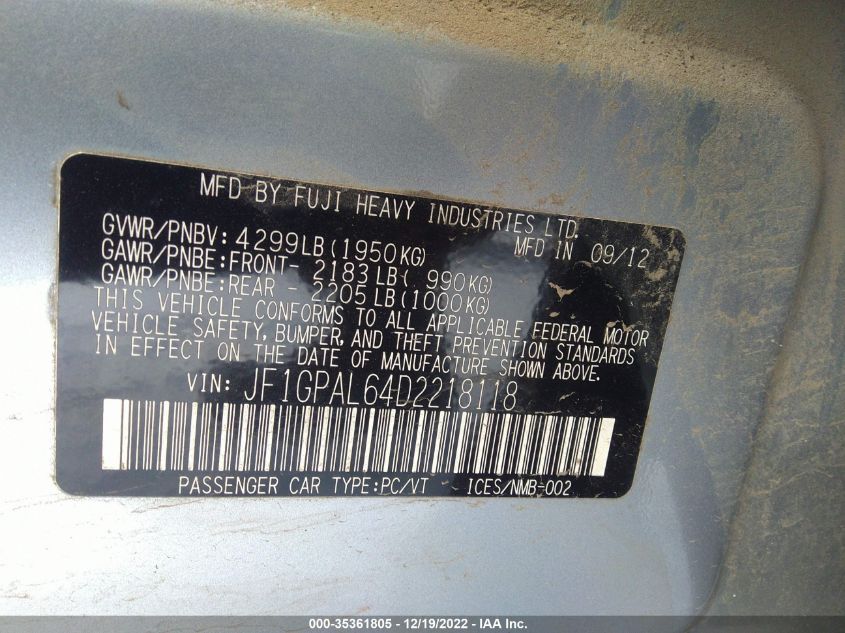 MFD BY FUJI HEAVY INDUSTRIES LTD.
GVWR/PNBV: 4299LB(1950KG) MFD IN 09/12
GAWR/PNBE:FRONT- 2183LB( 990KG)
GAWR/PNBE:REAR - 2205LB(1000KG)
THIS VEHICLE CONFORMS TO ALL APPLICABLE FEDERAL MOTOR
VEHICLE SAFETY, BUMPER, AND THEFT PREVENTION STANDARDS
IN EFFECT ON THE DATE OF MANUFACTURE SHOWN ABOVE.
VIN: JF1GPAL64D2218118
PASSENGER CAR TYPE:PC/VT ICES/NMB-002
000-35361805 - 12/19/2022 - IAA Inc.